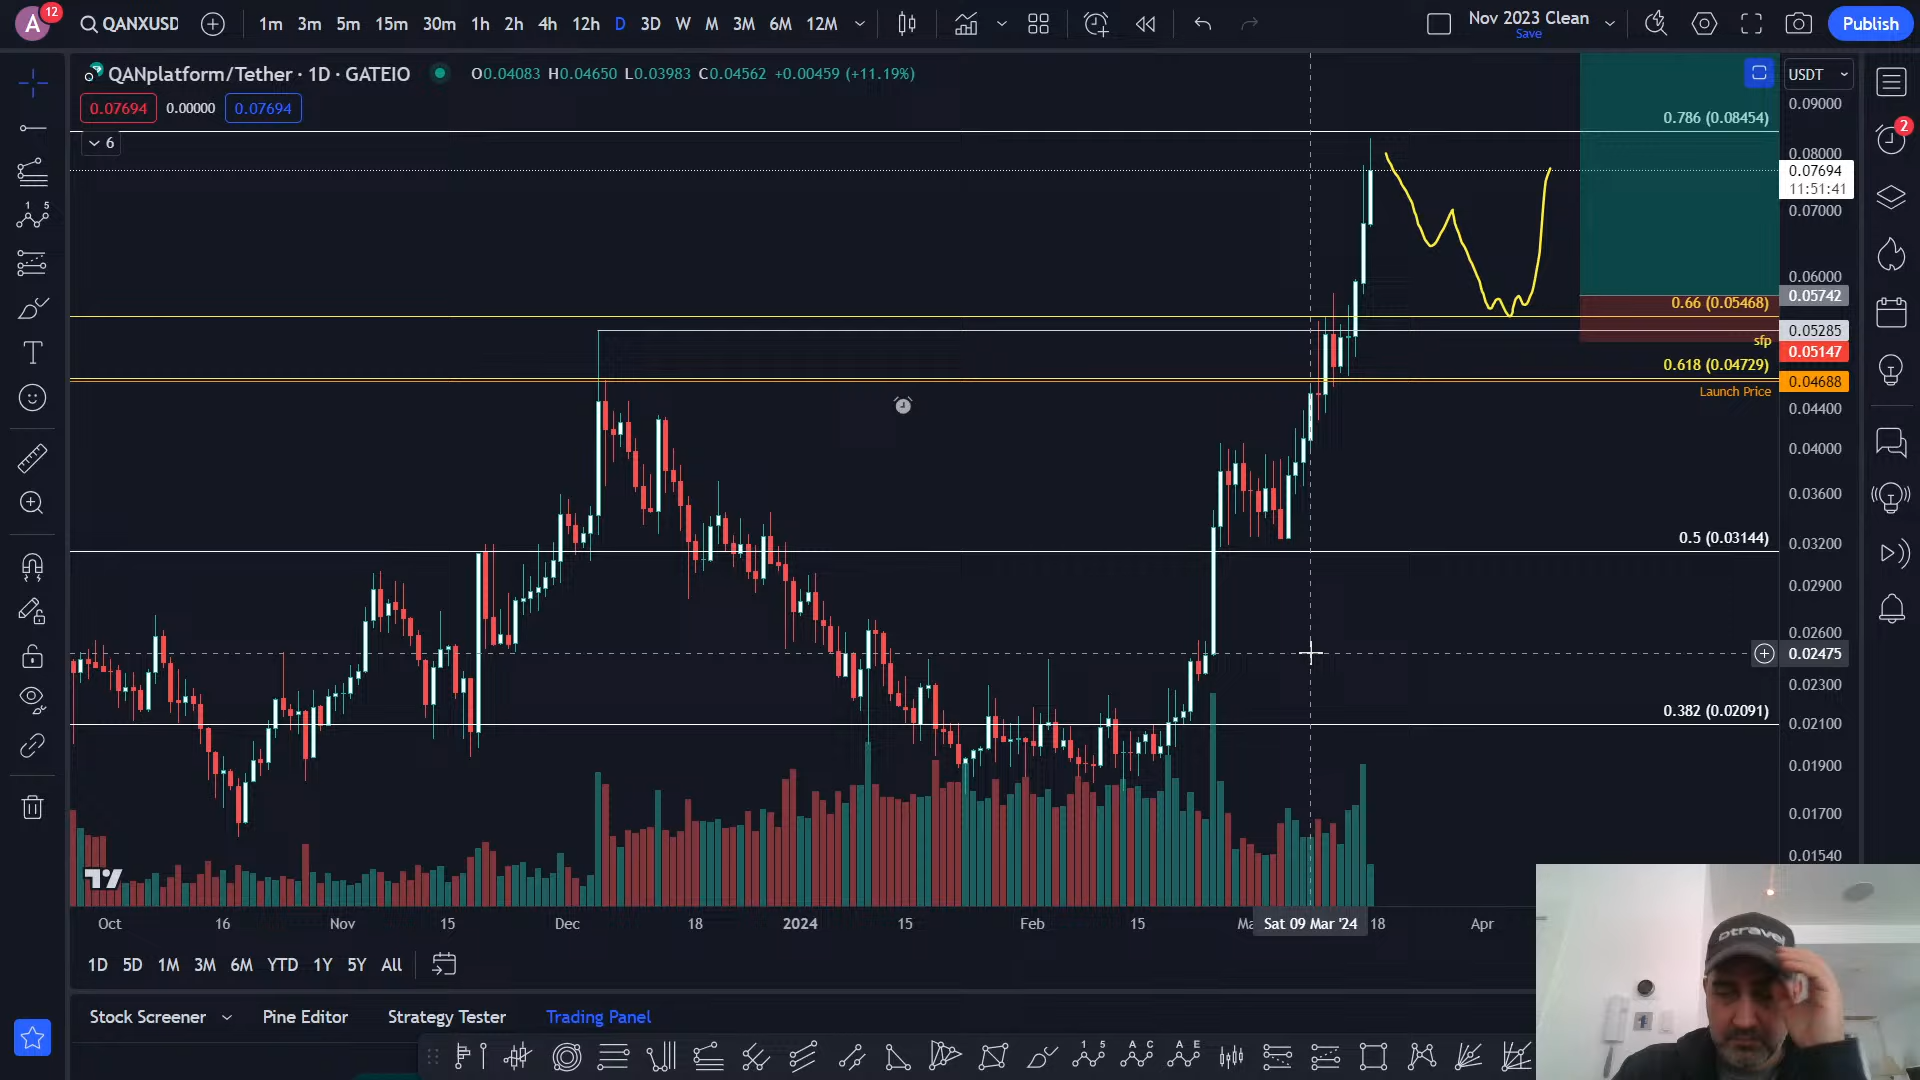 A
12
QANXUSD
1m 3m 5m 15m 30m 1h 2h 4h 12h D 3D W M 3M 6M 12M
Nov 2023 Clean
Save
Publish
QANplatform/Tether · 1D · GATEIO
O0.04083 H0.04650 L0.03983 C0.04562 +0.00459 (+11.19%)
USDT
0.07694 0.00000 0.07694
6
2
0.786 (0.08454)
0.66 (0.05468)
sfp
0.618 (0.04729)
Launch Price
0.5 (0.03144)
0.382 (0.02091)
0.09000
0.08000
0.07694
11:51:41
0.07000
0.06000
0.05742
0.05285
0.05147
0.04688
0.04400
0.04000
0.03600
0.03200
0.02900
0.02600
0.02475
0.02300
0.02100
0.01900
0.01700
0.01540
Oct 16 Nov 15 Dec 18 2024 15 Feb 15 Sat 09 Mar '24 18 Apr
1D 5D 1M 3M 6M YTD 1Y 5Y All
Stock Screener Pine Editor Strategy Tester Trading Panel
ptravel